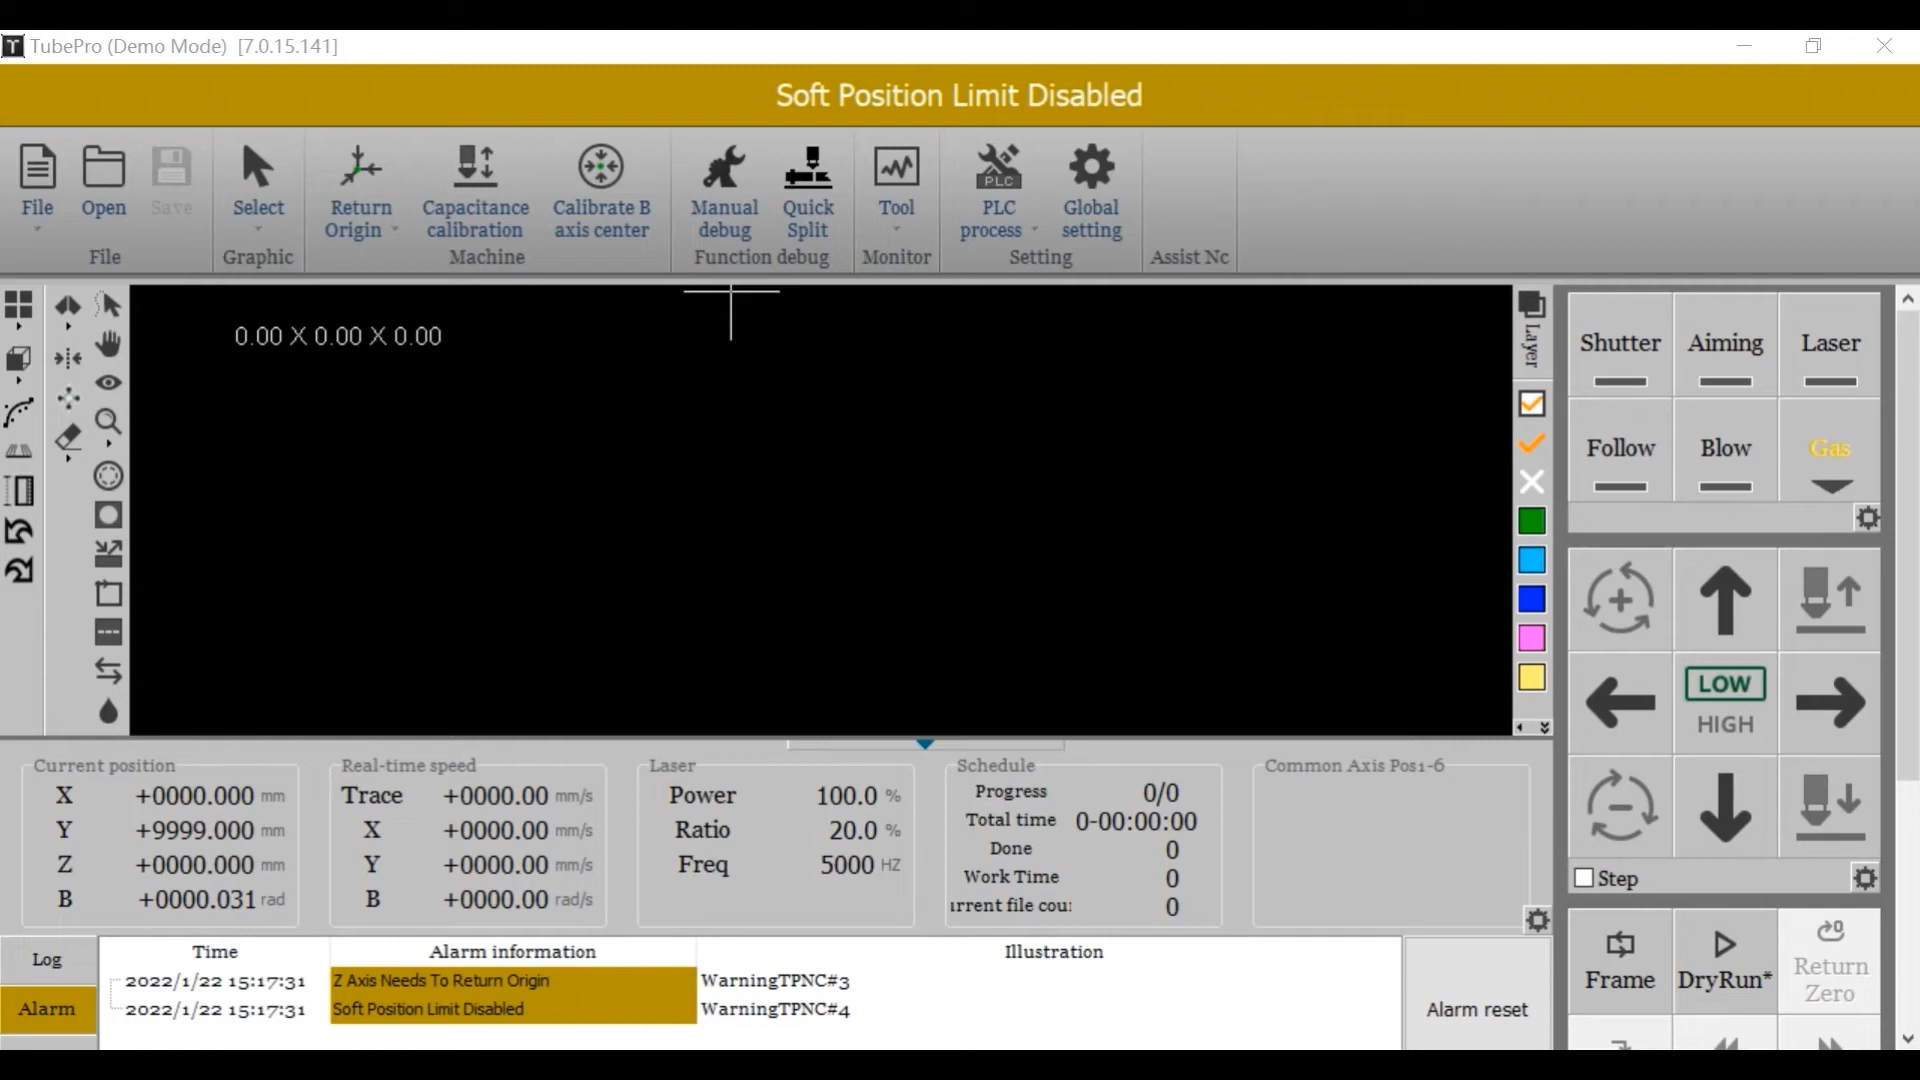 TubePro (Demo Mode) [7.0.15.141]
Soft Position Limit Disabled
File
Open
Save
Select
Return Origin
Capacitance calibration
Calibrate B axis center
Manual debug
Quick Split
Tool
PLC
PLC process
Global setting
File
Graphic
Machine
Function debug
Monitor
Setting
Assist Nc
0.00 X 0.00 X 0.00
Layer
Shutter
Aiming
Laser
Follow
Blow
Gas
LOW
HIGH
Step
Frame
DryRun*
Return Zero
Current position
X +0000.000 mm
Y +9999.000 mm
Z +0000.000 mm
B +0000.031 rad
Real-time speed
Trace +0000.00 mm/s
X +0000.00 mm/s
Y +0000.00 mm/s
B +0000.00 rad/s
Laser
Power 100.0 %
Ratio 20.0 %
Freq 5000 HZ
Schedule
Progress 0/0
Total time 0-00:00:00
Done 0
Work Time 0
urrent file cou: 0
Common Axis Pos1-6
Log
Alarm
Time Alarm information Illustration
2022/1/22 15:17:31 Z Axis Needs To Return Origin WarningTPNC#3
2022/1/22 15:17:31 Soft Position Limit Disabled WarningTPNC#4
Alarm reset